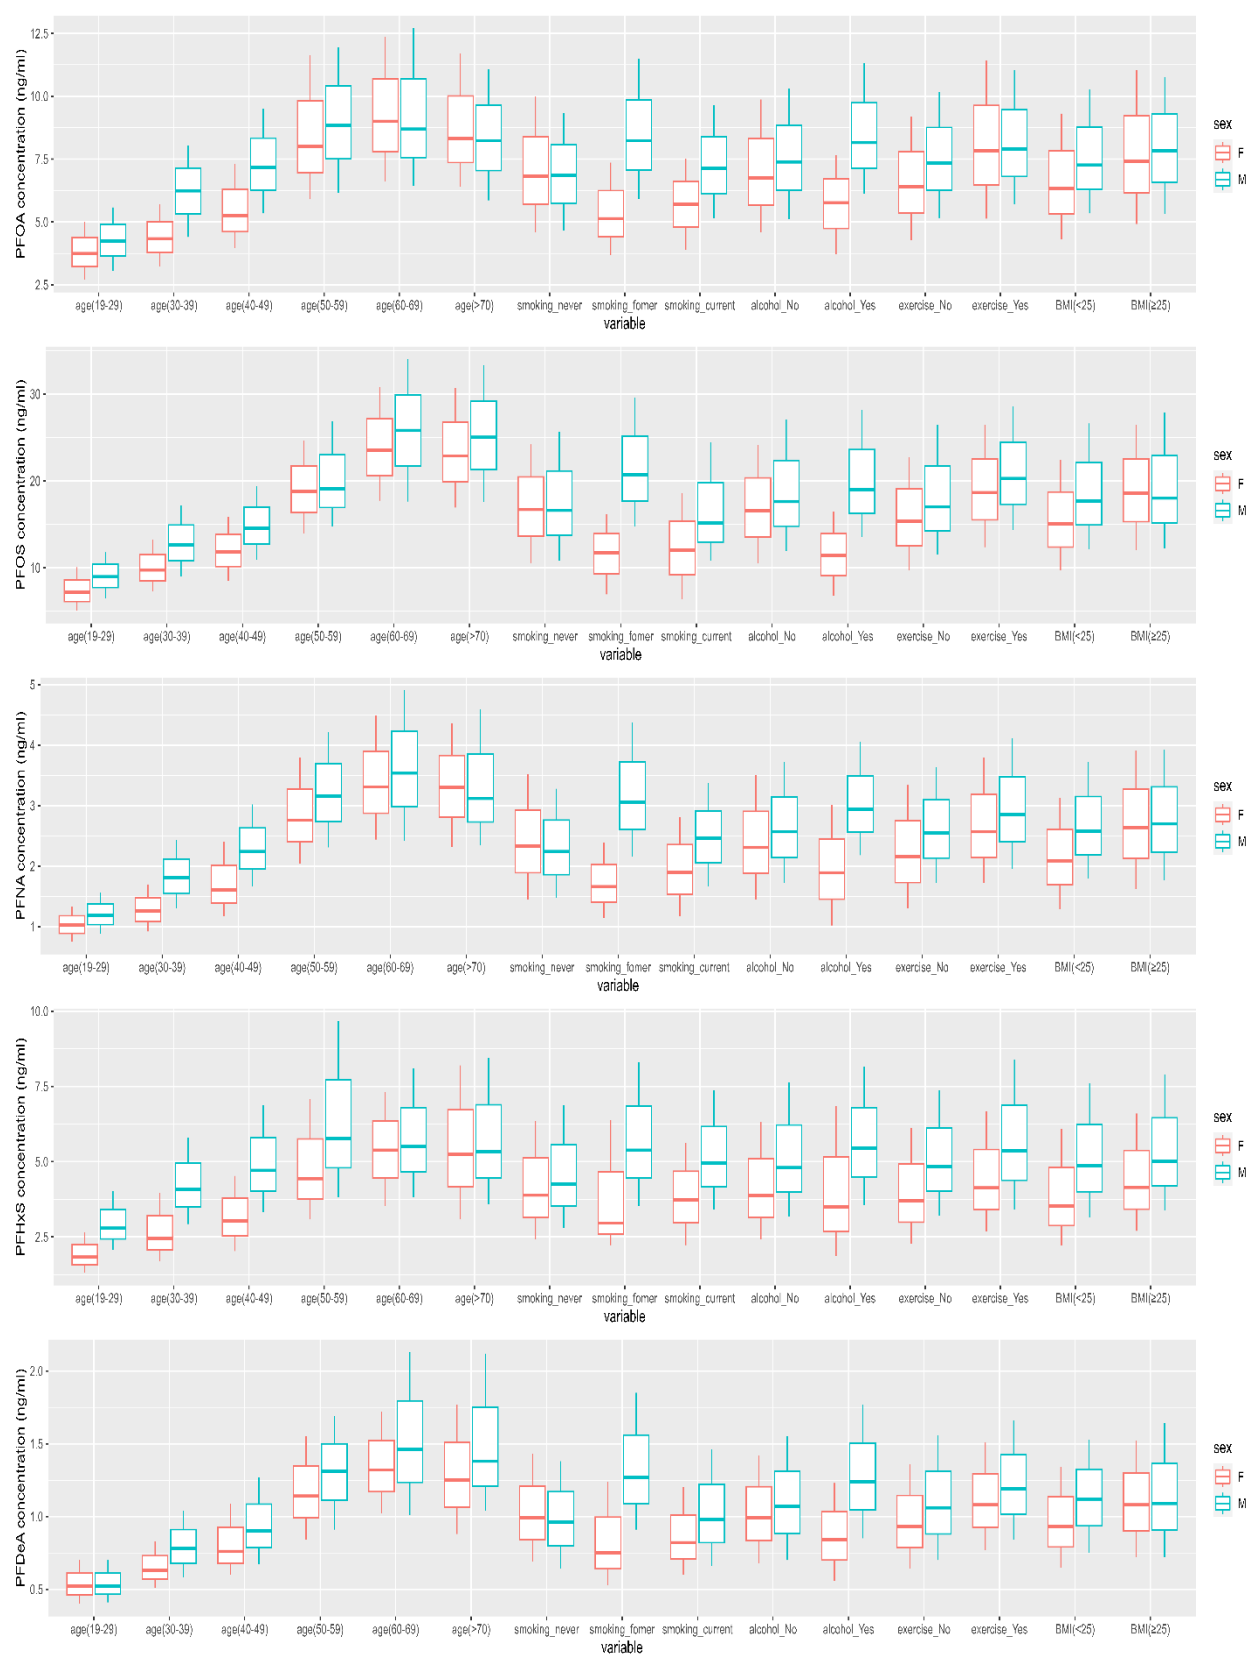 PFOA concentration (ng/ml)
12.5
10.0
7.5
5.0
2.5
age(19-29) age(30-39) age(40-49) age(50-59) age(60-69) age(>70) smoking_never smoking_fomer smoking_current alcohol_No alcohol_Yes exercise_No exercise_Yes BMI(<25) BMI(≥25)
variable
sex
F
M
PFOS concentration (ng/ml)
30
20
10
age(19-29) age(30-39) age(40-49) age(50-59) age(60-69) age(>70) smoking_never smoking_fomer smoking_current alcohol_No alcohol_Yes exercise_No exercise_Yes BMI(<25) BMI(≥25)
variable
sex
F
M
PFNA concentration (ng/ml)
5
4
3
2
1
age(19-29) age(30-39) age(40-49) age(50-59) age(60-69) age(>70) smoking_never smoking_fomer smoking_current alcohol_No alcohol_Yes exercise_No exercise_Yes BMI(<25) BMI(≥25)
variable
sex
F
M
PFHxS concentration (ng/ml)
10.0
7.5
5.0
2.5
age(19-29) age(30-39) age(40-49) age(50-59) age(60-69) age(>70) smoking_never smoking_fomer smoking_current alcohol_No alcohol_Yes exercise_No exercise_Yes BMI(<25) BMI(≥25)
variable
sex
F
M
PFDeA concentration (ng/ml)
2.0
1.5
1.0
0.5
age(19-29) age(30-39) age(40-49) age(50-59) age(60-69) age(>70) smoking_never smoking_fomer smoking_current alcohol_No alcohol_Yes exercise_No exercise_Yes BMI(<25) BMI(≥25)
variable
sex
F
M